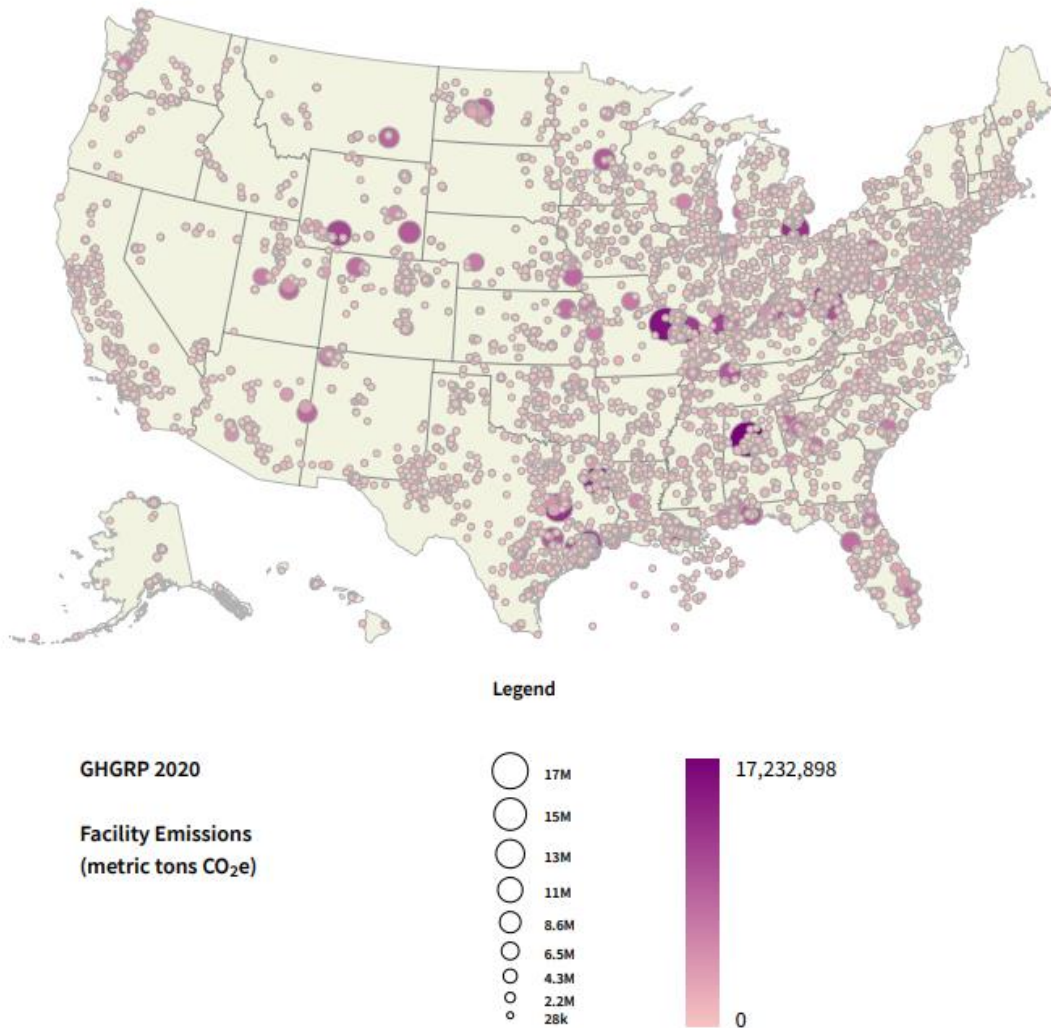 Legend
GHGRP 2020
Facility Emissions
(metric tons CO₂e)
17M
15M
13M
11M
8.6M
6.5M
4.3M
2.2M
28k
17,232,898
0